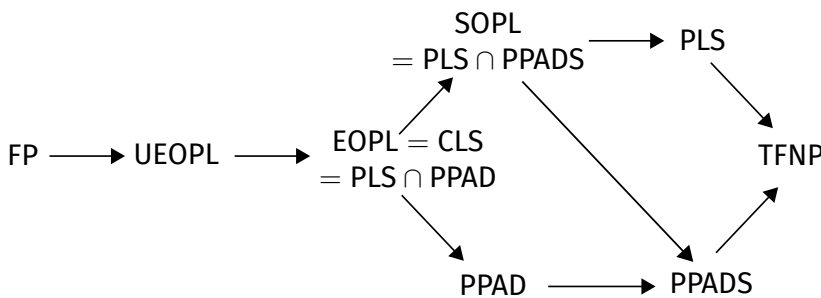 SOPL
= PLS ∩ PPADS
PLS
FP
UEOPL
EOPL = CLS
= PLS ∩ PPAD
TFNP
PPAD
PPADS